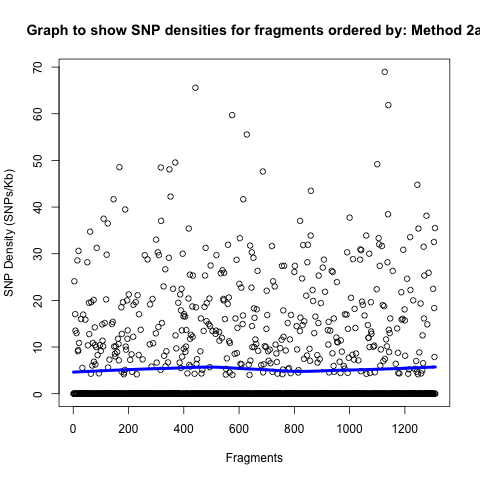 Graph to show SNP densities for fragments ordered by: Method 2a
SNP Density (SNPs/Kb)
70
60
50
40
30
20
10
0
0 200 400 600 800 1000 1200
Fragments